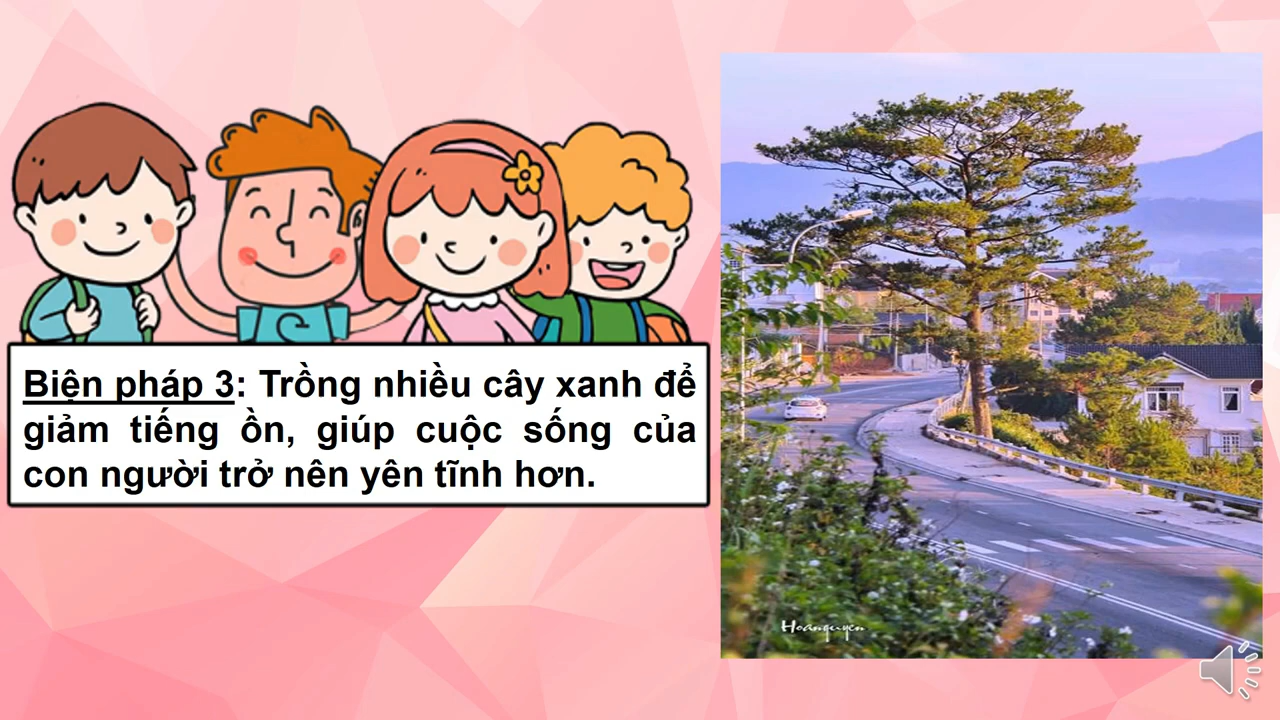 Biện pháp 3: Trồng nhiều cây xanh để
giảm tiếng ồn, giúp cuộc sống của
con người trở nên yên tĩnh hơn.
Hoanguyen